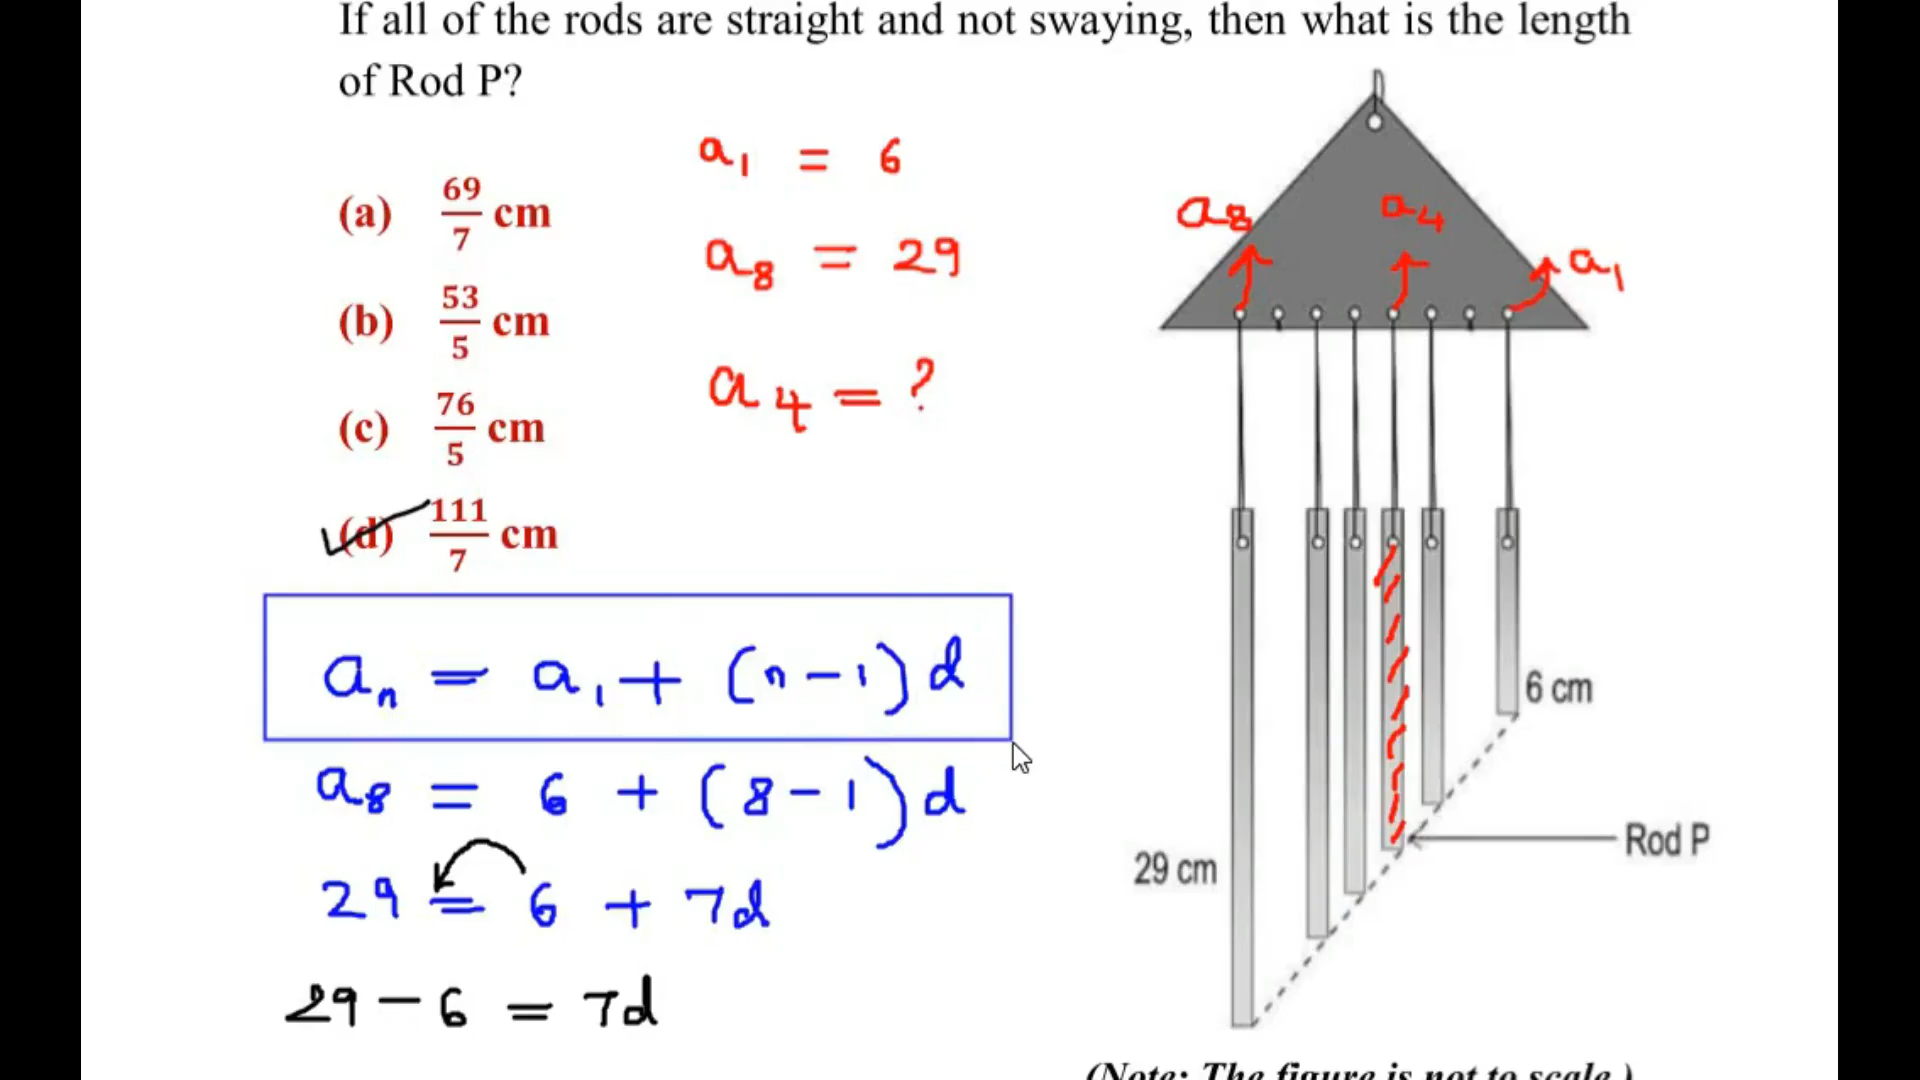 If all of the rods are straight and not swaying, then what is the length
of Rod P?
(a) 69/7 cm
(b) 53/5 cm
(c) 76/5 cm
(d) 111/7 cm
a₁ = 6
a₈ = 29
a₄ = ?
aₙ = a₁ + (n - 1) d
a₈ = 6 + (8 - 1) d
29 = 6 + 7d
29 - 6 = 7d
a₈
a₄
a₁
6 cm
Rod P
29 cm
(Note: The figure is not to scale.)